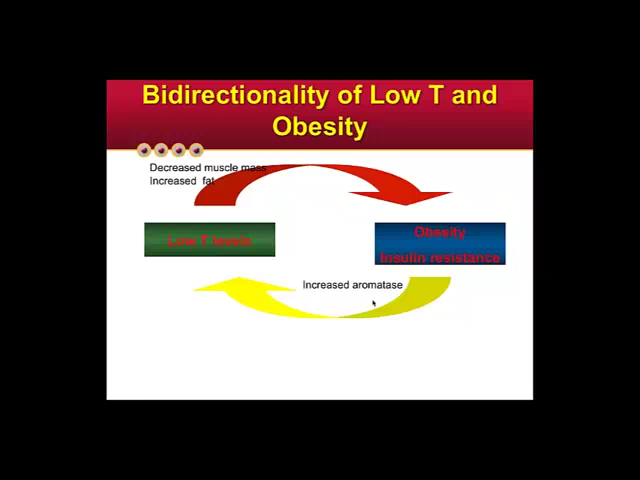 Bidirectionality of Low T and
Obesity
Decreased muscle mass
Increased fat
Low T levels
Obesity
Insulin resistance
Increased aromatase